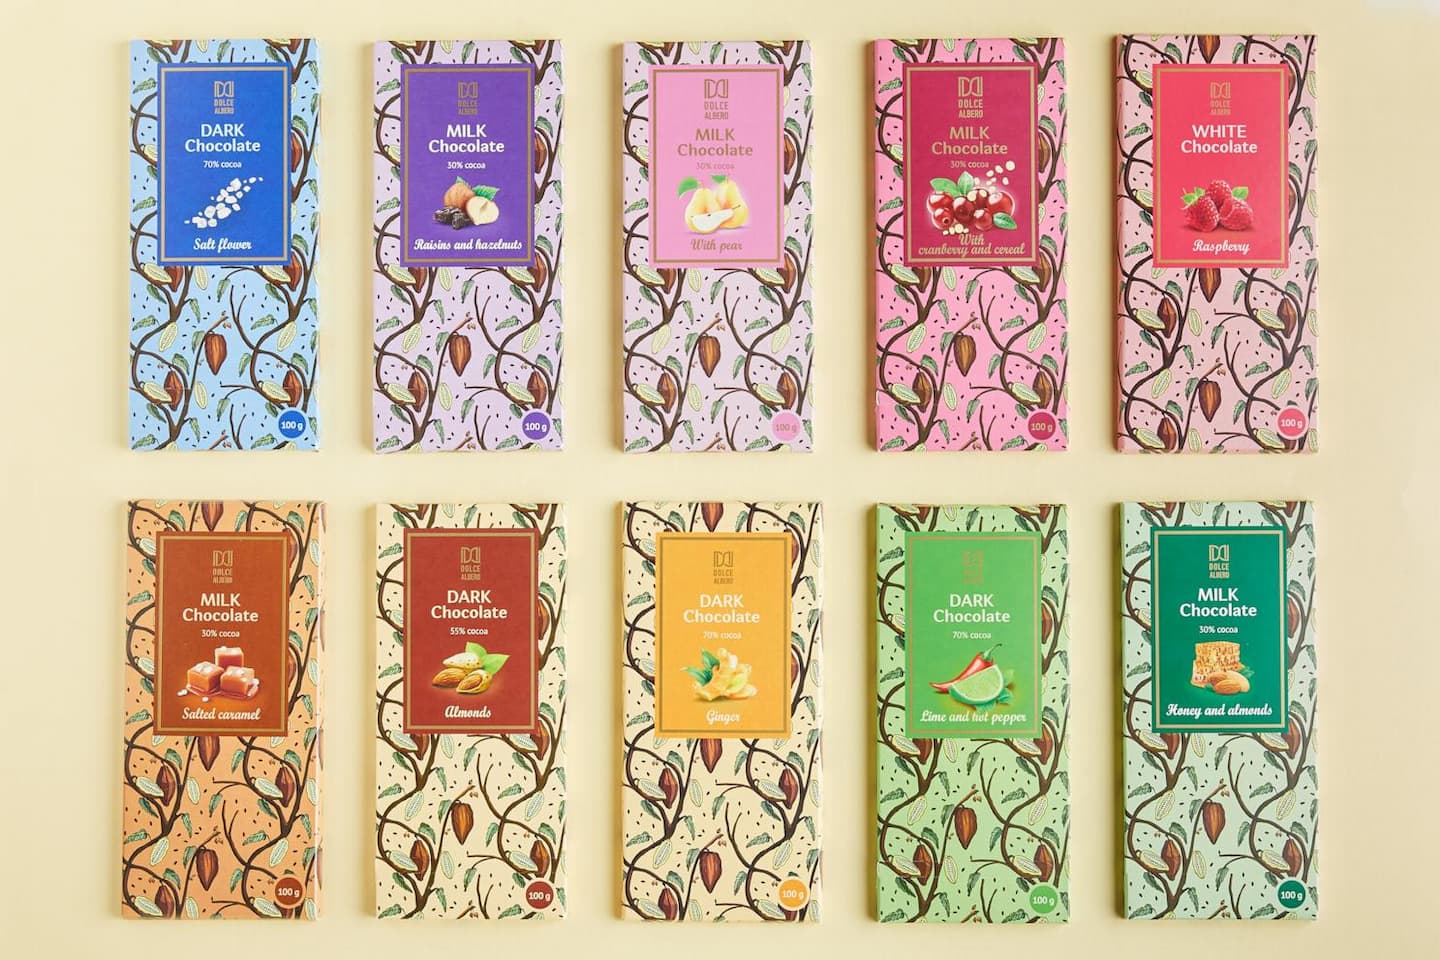 DOLCE
ALBERO
DARK
Chocolate
70% cocoa
Salt flower
100 g
DOLCE
ALBERO
MILK
Chocolate
30% cocoa
Raisins and hazelnuts
100 g
DOLCE
ALBERO
MILK
Chocolate
30% cocoa
With pear
100 g
DOLCE
ALBERO
MILK
Chocolate
30% cocoa
With
cranberry and cereal
100 g
DOLCE
ALBERO
WHITE
Chocolate
Raspberry
100 g
DOLCE
ALBERO
MILK
Chocolate
30% cocoa
Salted caramel
100 g
DOLCE
ALBERO
DARK
Chocolate
55% cocoa
Almonds
100 g
DOLCE
ALBERO
DARK
Chocolate
70% cocoa
Ginger
100 g
DARK
Chocolate
70% cocoa
Lime and hot pepper
100 g
DOLCE
ALBERO
MILK
Chocolate
30% cocoa
Honey and almonds
100 g